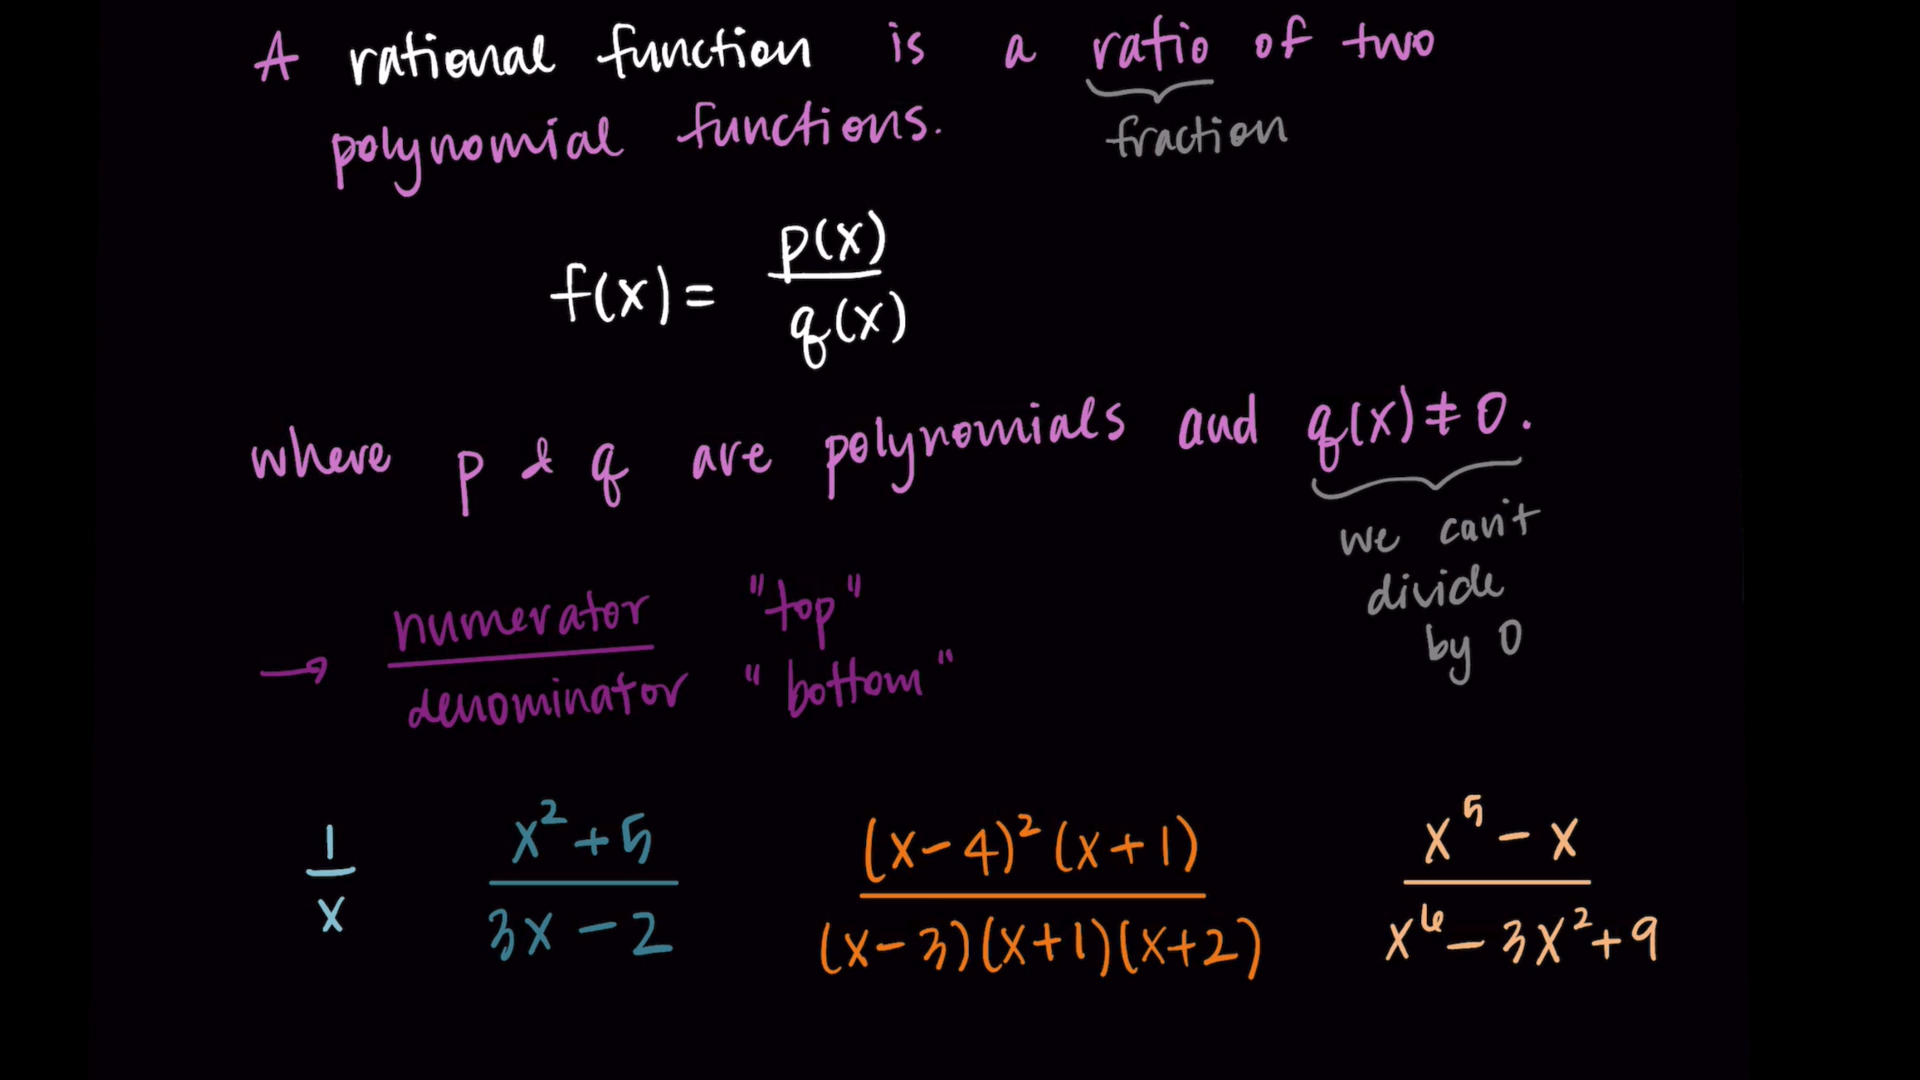 A rational function is a ratio of two
polynomial functions.
fraction
f(x) = p(x)/q(x)
where p & q are polynomials and q(x) ≠ 0.
we can't
divide
by 0
→ numerator "top"
denominator "bottom"
1/x
(x² + 5)/(3x − 2)
((x − 4)² (x + 1))/((x − 3)(x + 1)(x + 2))
(x⁵ − x)/(x⁶ − 3x² + 9)